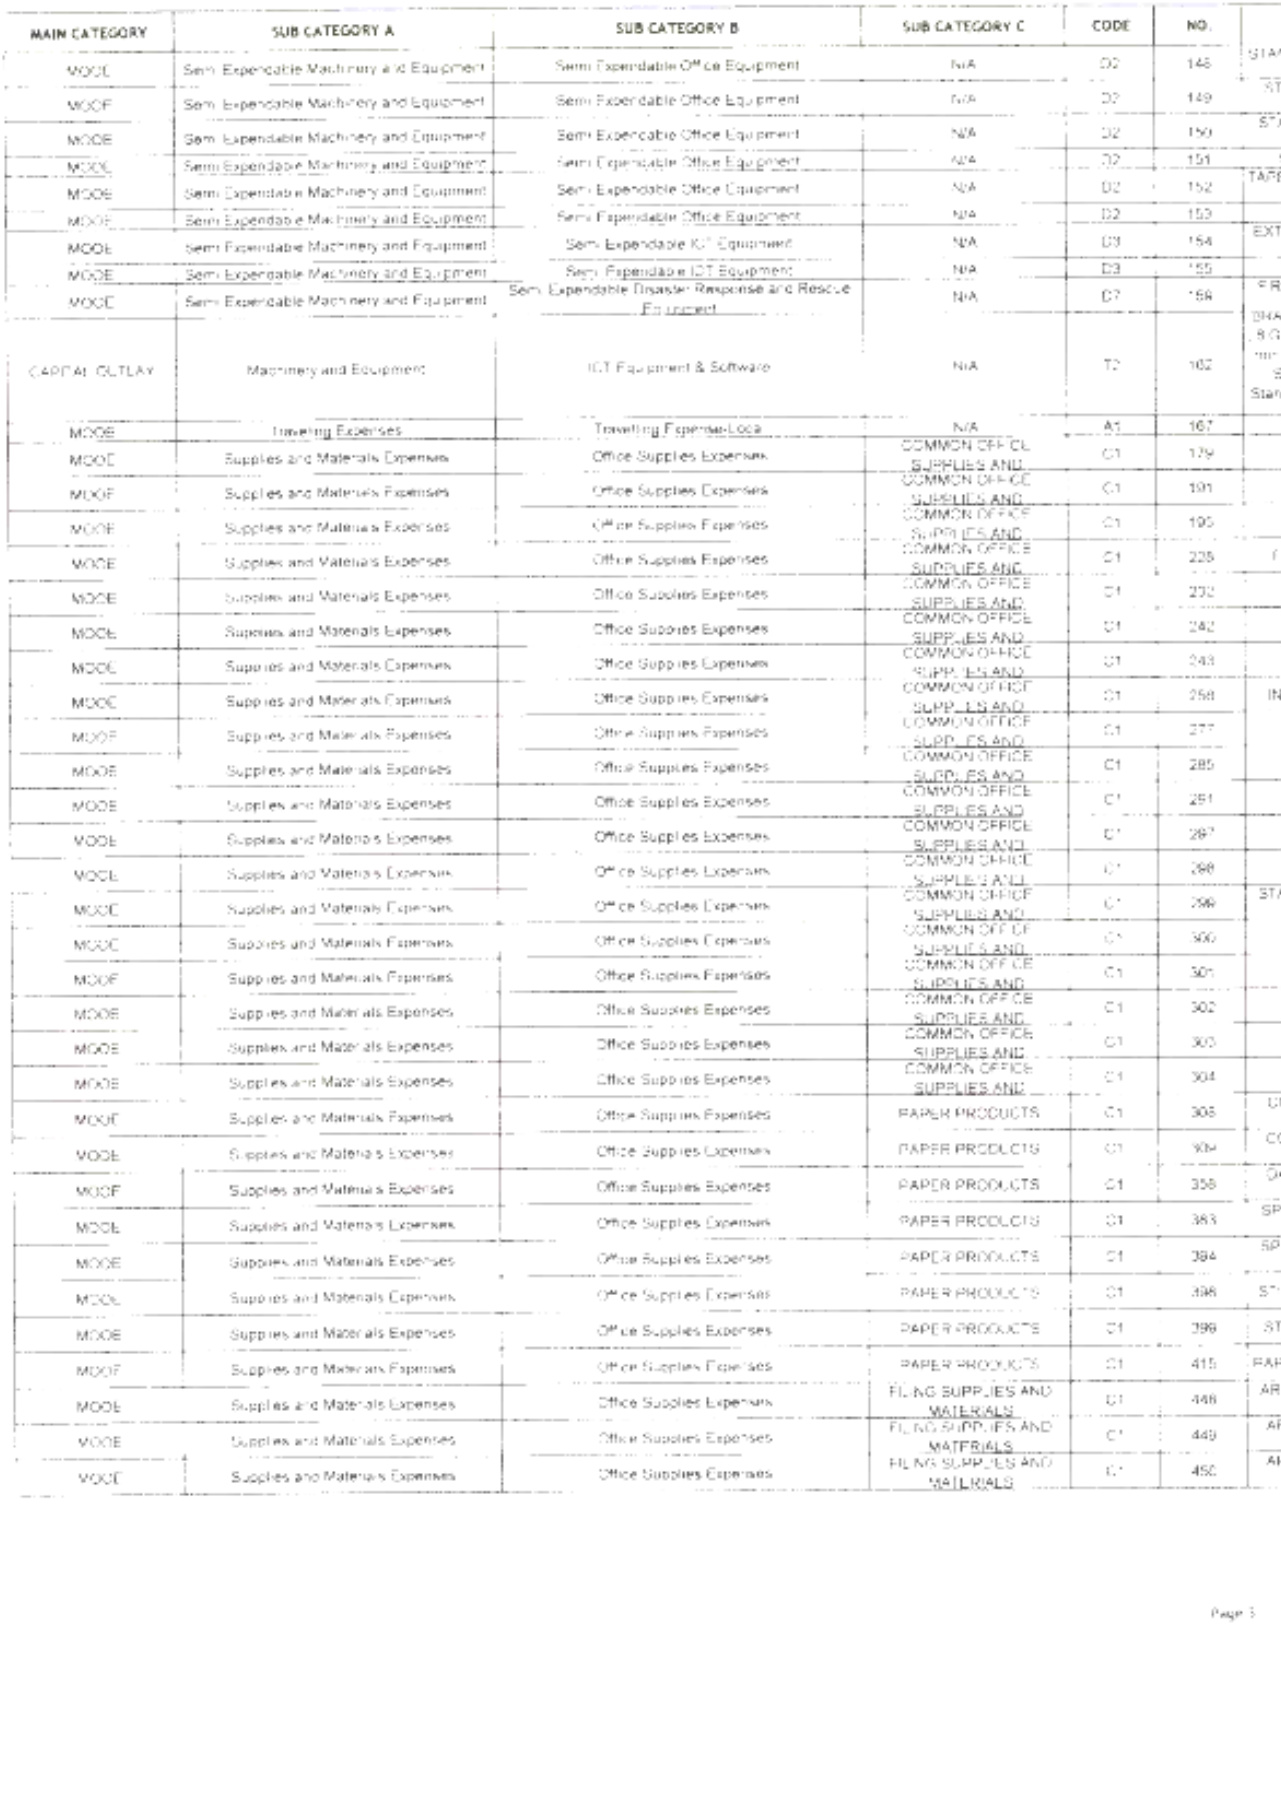 MAIN CATEGORY SUB CATEGORY A SUB CATEGORY B SUB CATEGORY C CODE NO.
MOOE Semi Expendable Machinery and Equipment Semi Expendable Office Equipment N/A D2 148
MOOE Semi Expendable Machinery and Equipment Semi Expendable Office Equipment N/A D2 149
MOOE Semi Expendable Machinery and Equipment Semi Expendable Office Equipment N/A D2 150
MOOE Semi Expendable Machinery and Equipment Semi Expendable Office Equipment N/A D2 151
MOOE Semi Expendable Machinery and Equipment Semi Expendable Office Equipment N/A D2 152
MOOE Semi Expendable Machinery and Equipment Semi Expendable Office Equipment N/A D2 153
MOOE Semi Expendable Machinery and Equipment Semi Expendable ICT Equipment N/A D3 154
MOOE Semi Expendable Machinery and Equipment Semi Expendable ICT Equipment N/A D3 155
MOOE Semi Expendable Machinery and Equipment Semi Expendable Disaster Response and Rescue Equipment N/A D7 159
CAPITAL OUTLAY Machinery and Equipment ICT Equipment & Software N/A T2 162
MOOE Traveling Expenses Travelling Expense-Local N/A A1 167
MOOE Supplies and Materials Expenses Office Supplies Expenses COMMON OFFICE SUPPLIES AND C1 179
MOOE Supplies and Materials Expenses Office Supplies Expenses COMMON OFFICE SUPPLIES AND C1 191
MOOE Supplies and Materials Expenses Office Supplies Expenses COMMON OFFICE SUPPLIES AND C1 195
MOOE Supplies and Materials Expenses Office Supplies Expenses COMMON OFFICE SUPPLIES AND C1 228
MOOE Supplies and Materials Expenses Office Supplies Expenses COMMON OFFICE SUPPLIES AND C1 232
MOOE Supplies and Materials Expenses Office Supplies Expenses COMMON OFFICE SUPPLIES AND C1 242
MOOE Supplies and Materials Expenses Office Supplies Expenses COMMON OFFICE SUPPLIES AND C1 243
MOOE Supplies and Materials Expenses Office Supplies Expenses COMMON OFFICE SUPPLIES AND C1 258
MOOE Supplies and Materials Expenses Office Supplies Expenses COMMON OFFICE SUPPLIES AND C1 277
MOOE Supplies and Materials Expenses Office Supplies Expenses COMMON OFFICE SUPPLIES AND C1 285
MOOE Supplies and Materials Expenses Office Supplies Expenses COMMON OFFICE SUPPLIES AND C1 291
MOOE Supplies and Materials Expenses Office Supplies Expenses COMMON OFFICE SUPPLIES AND C1 297
MOOE Supplies and Materials Expenses Office Supplies Expenses COMMON OFFICE SUPPLIES AND C1 298
MOOE Supplies and Materials Expenses Office Supplies Expenses COMMON OFFICE SUPPLIES AND C1 299
MOOE Supplies and Materials Expenses Office Supplies Expenses COMMON OFFICE SUPPLIES AND C1 300
MOOE Supplies and Materials Expenses Office Supplies Expenses COMMON OFFICE SUPPLIES AND C1 301
MOOE Supplies and Materials Expenses Office Supplies Expenses COMMON OFFICE SUPPLIES AND C1 302
MOOE Supplies and Materials Expenses Office Supplies Expenses COMMON OFFICE SUPPLIES AND C1 303
MOOE Supplies and Materials Expenses Office Supplies Expenses COMMON OFFICE SUPPLIES AND C1 304
MOOE Supplies and Materials Expenses Office Supplies Expenses PAPER PRODUCTS C1 308
MOOE Supplies and Materials Expenses Office Supplies Expenses PAPER PRODUCTS C1 309
MOOE Supplies and Materials Expenses Office Supplies Expenses PAPER PRODUCTS C1 358
MOOE Supplies and Materials Expenses Office Supplies Expenses PAPER PRODUCTS C1 383
MOOE Supplies and Materials Expenses Office Supplies Expenses PAPER PRODUCTS C1 384
MOOE Supplies and Materials Expenses Office Supplies Expenses PAPER PRODUCTS C1 398
MOOE Supplies and Materials Expenses Office Supplies Expenses PAPER PRODUCTS C1 399
MOOE Supplies and Materials Expenses Office Supplies Expenses PAPER PRODUCTS C1 415
MOOE Supplies and Materials Expenses Office Supplies Expenses FILING SUPPLIES AND MATERIALS C1 448
MOOE Supplies and Materials Expenses Office Supplies Expenses FILING SUPPLIES AND MATERIALS C1 449
MOOE Supplies and Materials Expenses Office Supplies Expenses FILING SUPPLIES AND MATERIALS C1 450
Page 5